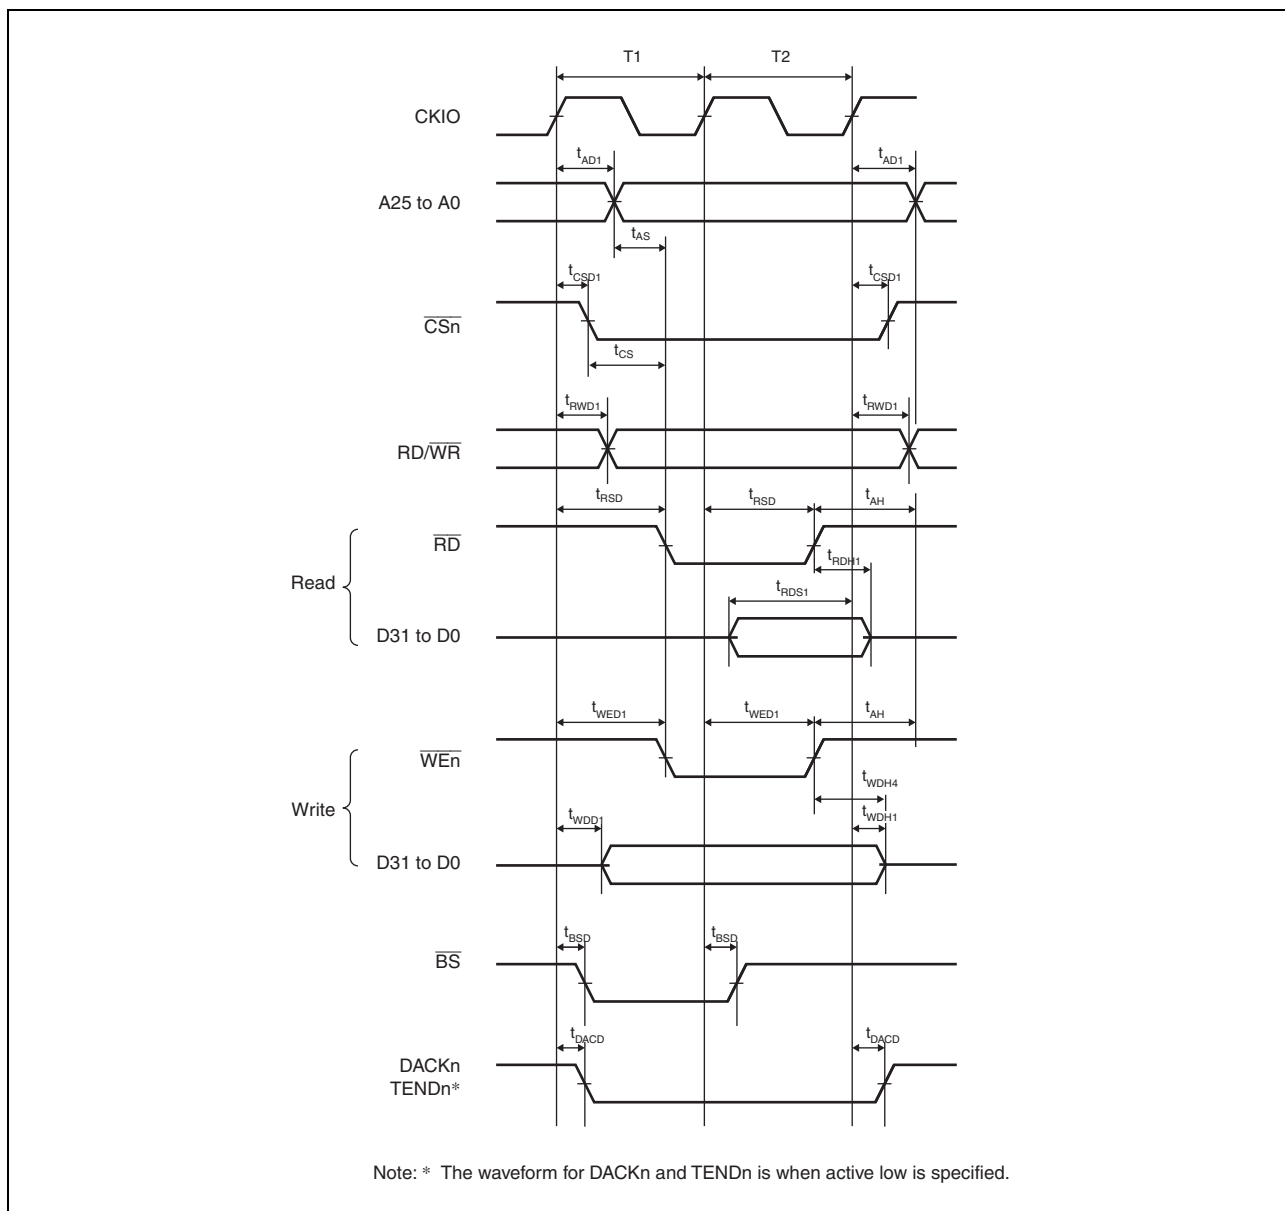 T1 T2
CKIO
tAD1 tAD1
A25 to A0
tAS
tCSD1 tCSD1
CSn
tCS
tRWD1 tRWD1
RD/WR
tRSD tRSD tAH
RD
tRDH1
Read
tRDS1
D31 to D0
tWED1 tWED1 tAH
WEn
tWDH4
Write
tWDD1 tWDH1
D31 to D0
tBSD tBSD
BS
tDACD tDACD
DACKn
TENDn*
Note: * The waveform for DACKn and TENDn is when active low is specified.